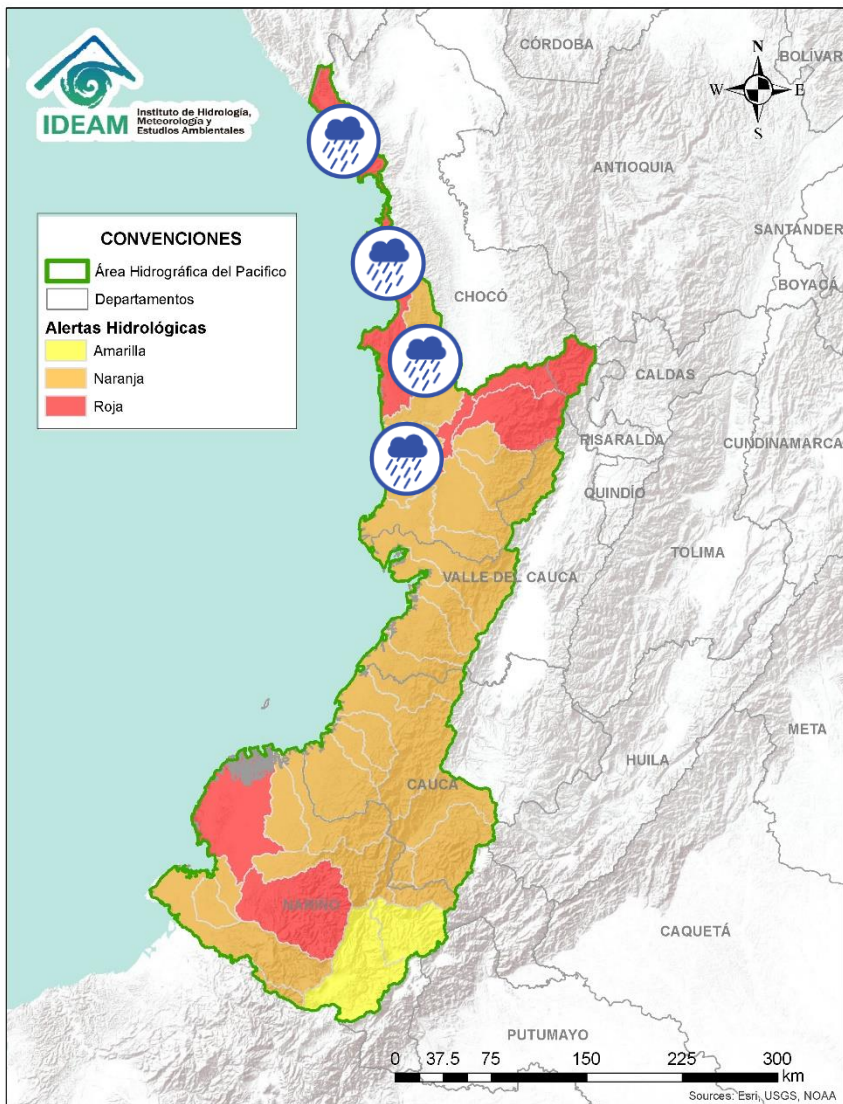 IDEAM
Instituto de Hidrología,
Meteorología y
Estudios Ambientales
CÓRDOBA
BOLÍVAR
N
W
E
S
ANTIOQUIA
SANTANDER
BOYACÁ
CONVENCIONES
Área Hidrográfica del Pacifico
Departamentos
Alertas Hidrológicas
Amarilla
Naranja
Roja
CHOCÓ
CALDAS
RISARALDA
CUNDINAMARCA
QUINDÍO
TOLIMA
VALLE DEL CAUCA
META
HUILA
CAUCA
NARIÑO
CAQUETÁ
PUTUMAYO
0 37.5 75 150 225 300
km
Sources: Esri, USGS, NOAA